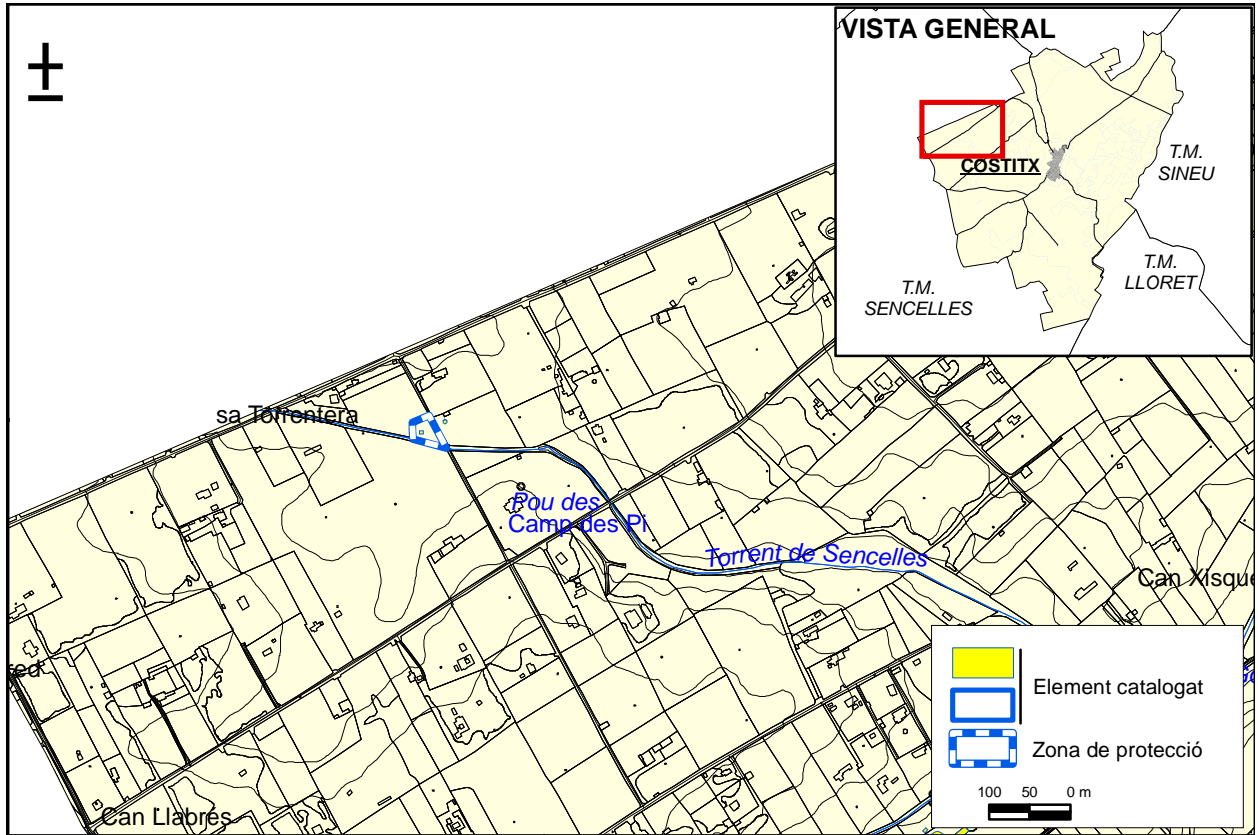 VISTA GENERAL
COSTITX
T.M.
SINEU
T.M.
LLORET
T.M.
SENCELLES
sa Torrentera
Pou des
Camp des Pi
Torrent de Sencelles
Can Xisque
Can Llabrés
Element catalogat
Zona de protecció
100 50 0 m